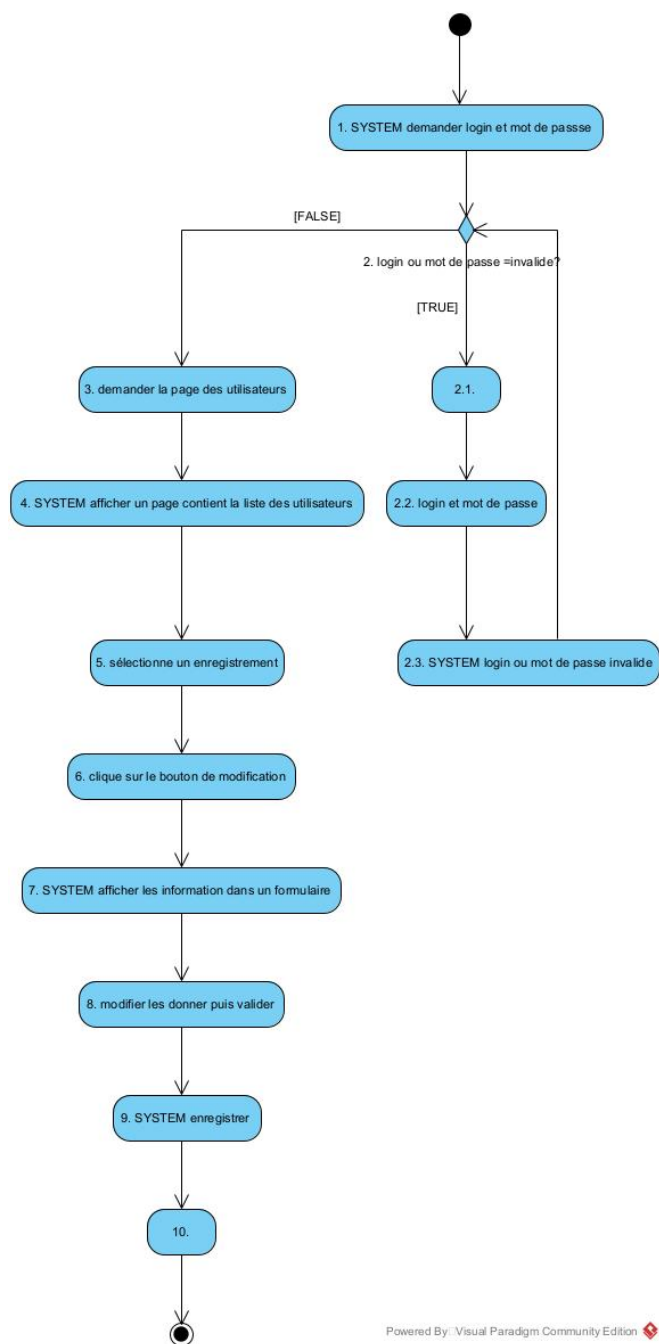 1. SYSTEM demander login et mot de passse
[FALSE]
2. login ou mot de passe =invalide?
[TRUE]
3. demander la page des utilisateurs
2.1.
4. SYSTEM afficher un page contient la liste des utilisateurs
2.2. login et mot de passe
5. sélectionne un enregistrement
2.3. SYSTEM login ou mot de passe invalide
6. clique sur le bouton de modification
7. SYSTEM afficher les information dans un formulaire
8. modifier les donner puis valider
9. SYSTEM enregistrer
10.
Powered By Visual Paradigm Community Edition